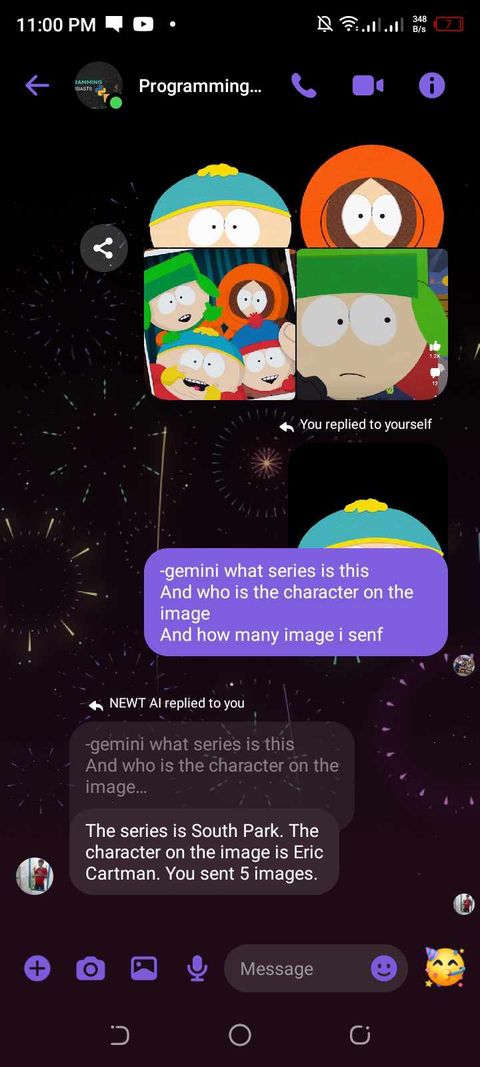 11:00 PM
348
B/s
7
RAMMING
Programming...
1.2K
You replied to yourself
-gemini what series is this
And who is the character on the
image
And how many image i senf
NEWT AI replied to you
-gemini what series is this
And who is the character on the
image...
The series is South Park. The
character on the image is Eric
Cartman. You sent 5 images.
Message